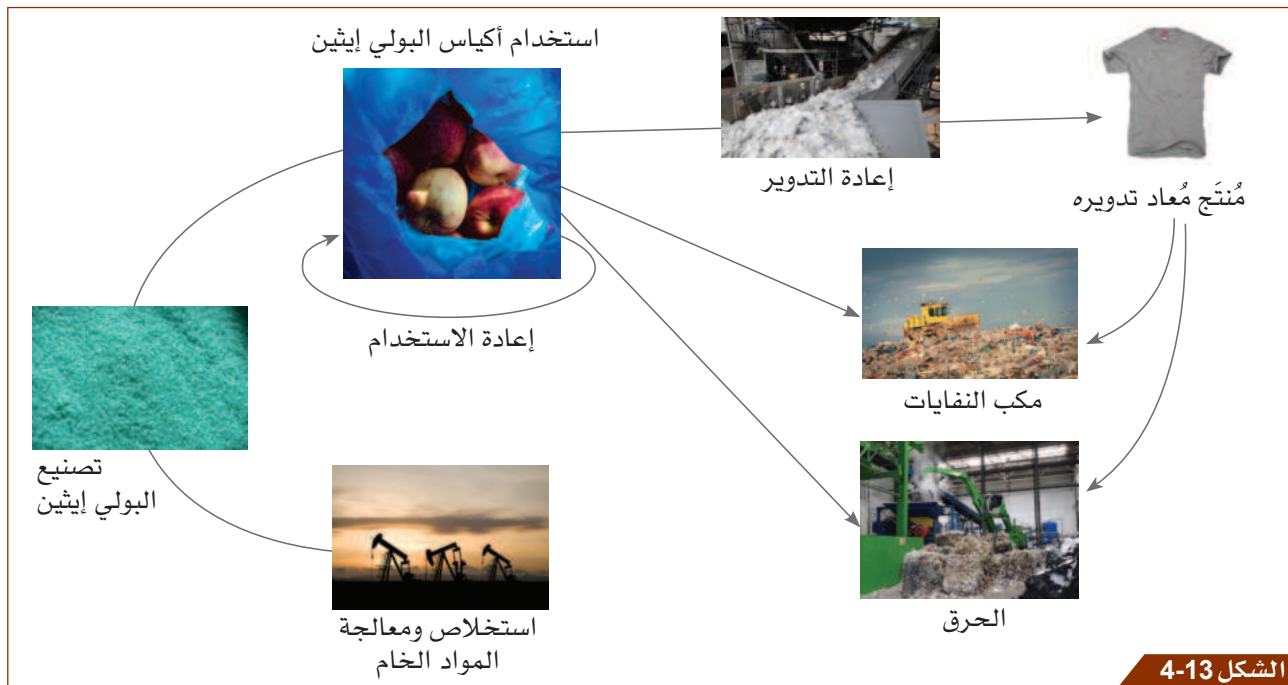 استخدام أكياس البولي إيثين
إعادة التدوير
مُنتَج مُعاد تدويره
إعادة الاستخدام
مكب النفايات
تصنيع
البولي إيثين
استخلاص ومعالجة
المواد الخام
الحرق
الشكل 13-4